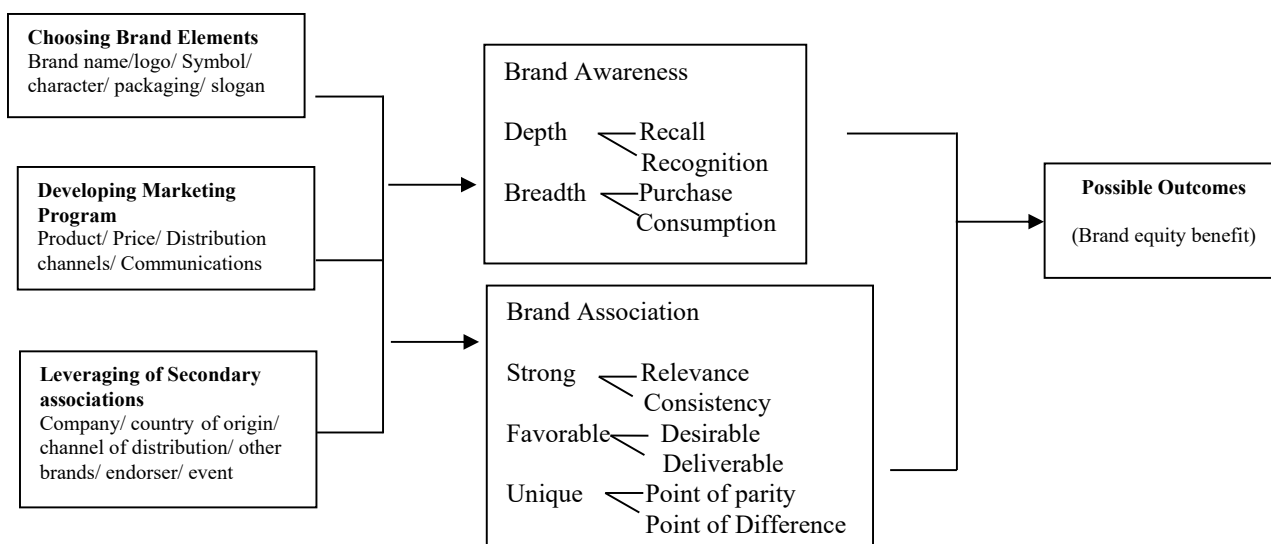 Choosing Brand Elements
Brand name/logo/ Symbol/
character/ packaging/ slogan
Developing Marketing
Program
Product/ Price/ Distribution
channels/ Communications
Leveraging of Secondary
associations
Company/ country of origin/
channel of distribution/ other
brands/ endorser/ event
Brand Awareness
Depth Recall
Recognition
Breadth Purchase
Consumption
Brand Association
Strong Relevance
Consistency
Favorable Desirable
Deliverable
Unique Point of parity
Point of Difference
Possible Outcomes
(Brand equity benefit)